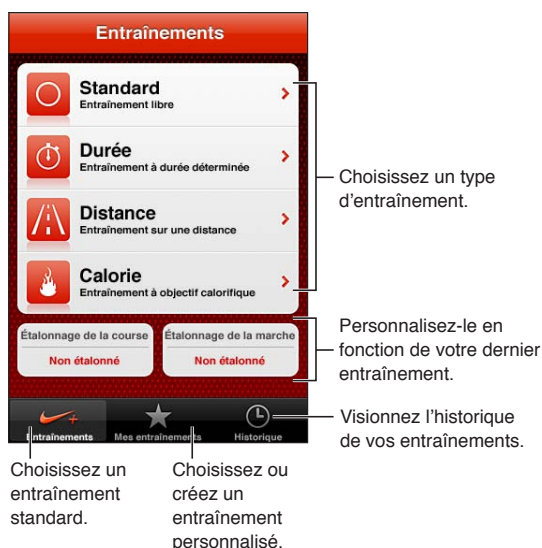 Entraînements
Standard
Entraînement libre
Durée
Entraînement à durée déterminée
Distance
Entraînement sur une distance
Calorie
Entraînement à objectif calorifique
Choisissez un type
d’entraînement.
Étalonnage de la course
Non étalonné
Étalonnage de la marche
Non étalonné
Personnalisez-le en
fonction de votre dernier
entraînement.
Entraînements
Mes entraînements
Historique
Visionnez l’historique
de vos entraînements.
Choisissez un
entraînement
standard.
Choisissez ou
créez un
entraînement
personnalisé.